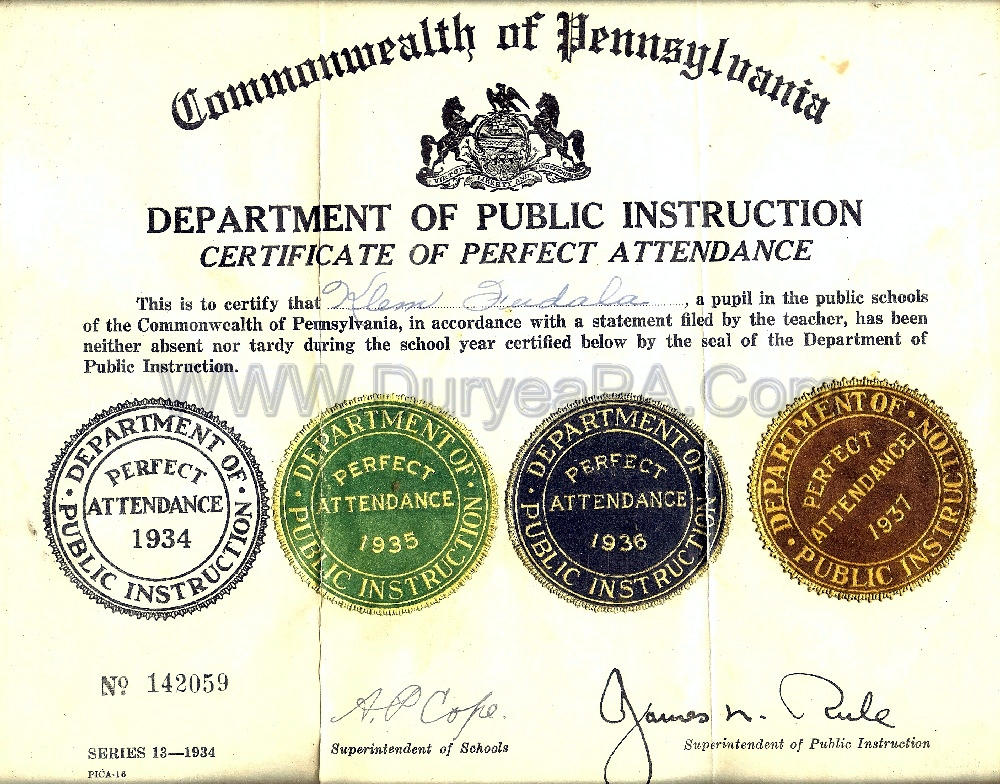 Commonwealth of Pennsylvania
VIRTUE LIBERTY AND INDEPENDENCE
DEPARTMENT OF PUBLIC INSTRUCTION
CERTIFICATE OF PERFECT ATTENDANCE
This is to certify that Klem Fudala, a pupil in the public schools
of the Commonwealth of Pennsylvania, in accordance with a statement filed by the teacher, has been
neither absent nor tardy during the school year certified below by the seal of the Department of
Public Instruction.
WWW.DuryeaPA.Com
DEPARTMENT OF PUBLIC INSTRUCTION
PERFECT
ATTENDANCE
1934
DEPARTMENT OF PUBLIC INSTRUCTION
PERFECT
ATTENDANCE
1935
DEPARTMENT OF PUBLIC INSTRUCTION
PERFECT
ATTENDANCE
1936
DEPARTMENT OF PUBLIC INSTRUCTION
PERFECT
ATTENDANCE
1937
No 142059
A. P. Cope.
James N. Rule
Superintendent of Schools
Superintendent of Public Instruction
SERIES 13—1934
PICA-16